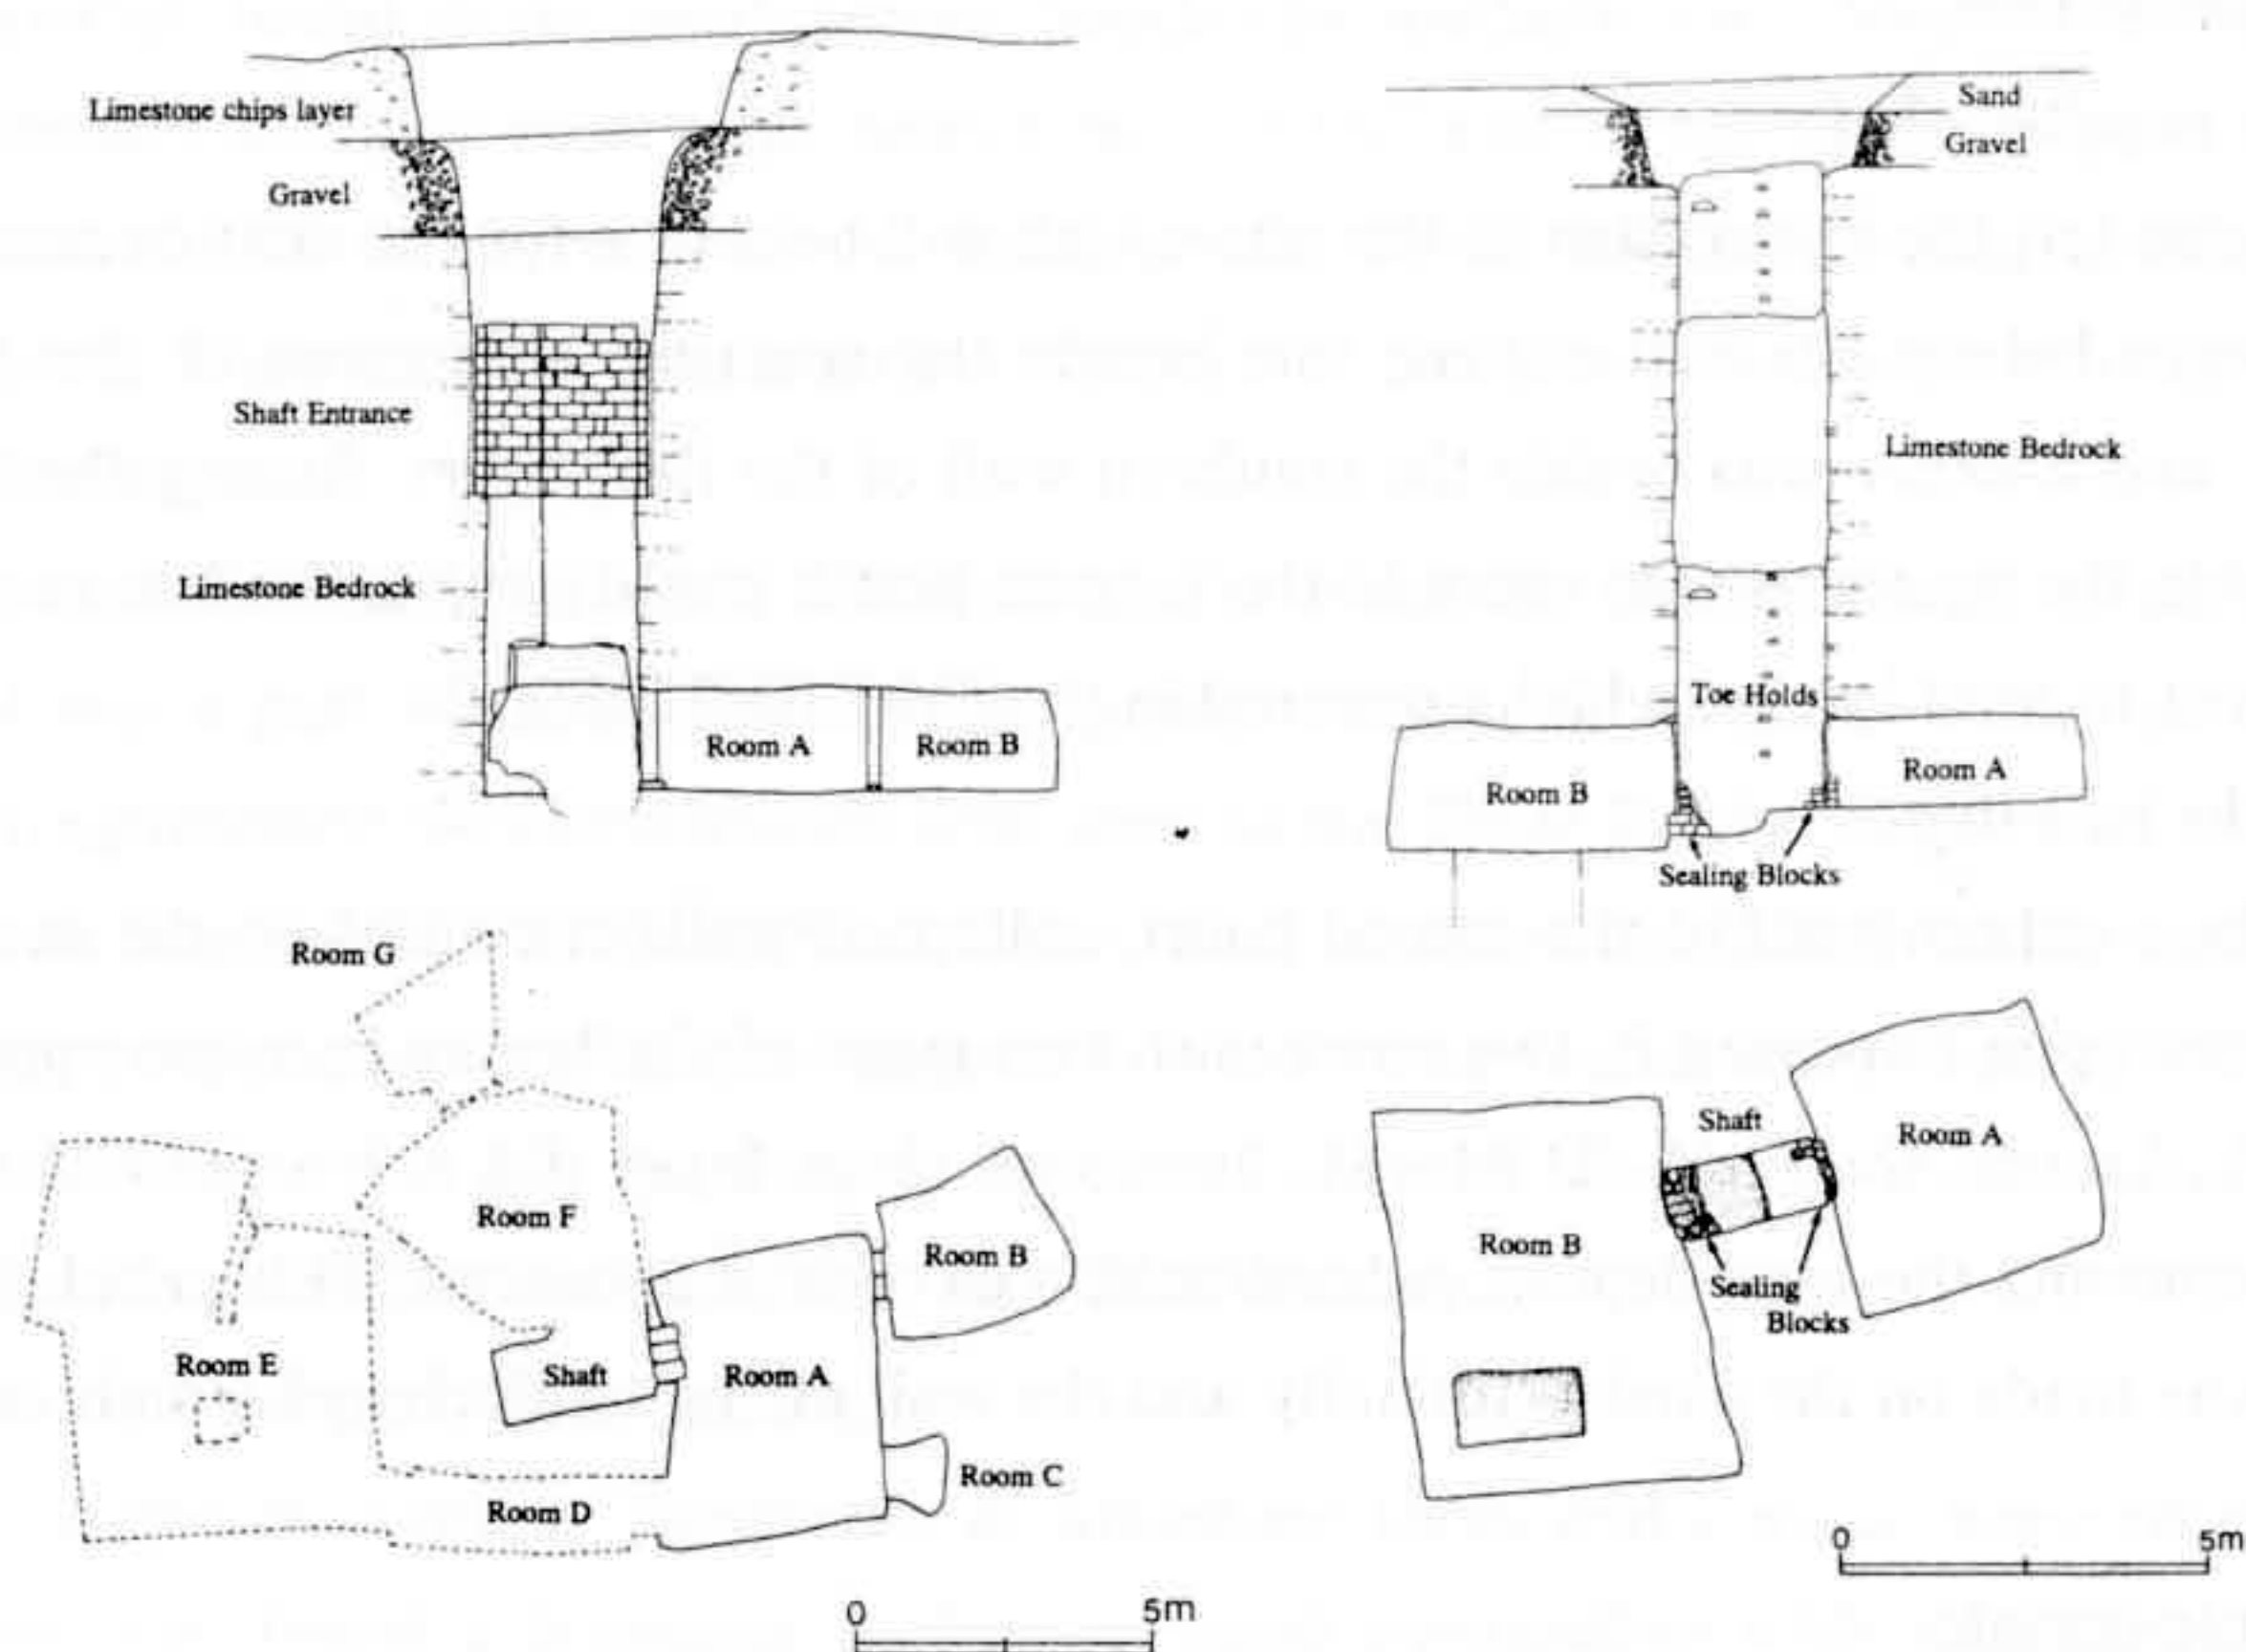 Limestone chips layer
Gravel
Shaft Entrance
Limestone Bedrock
Room A
Room B
Sand
Gravel
Limestone Bedrock
Toe Holds
Room B
Room A
Sealing Blocks
Room G
Room F
Room B
Room E
Shaft
Room A
Room C
Room D
0 5m
Shaft
Room A
Room B
Sealing
Blocks
0 5m